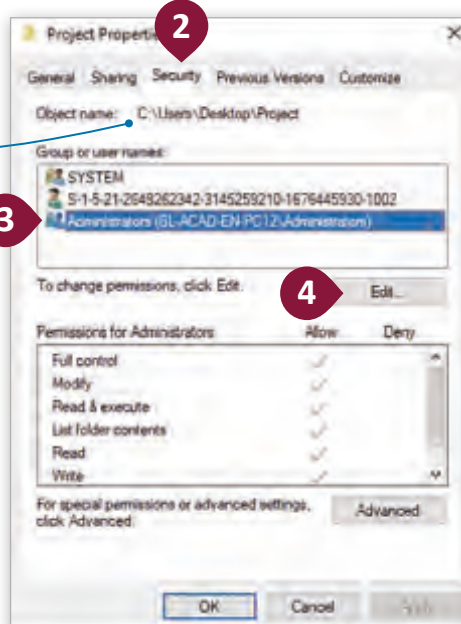 Project Properti
2
General Sharing Security Previous Versions Customize
Object name: C:\Users\Desktop\Project
Group or user names:
SYSTEM
S-1-5-21-2648262342-3145259210-1676445930-1002
3
Administrators (GL-ACAD-EN-PC12\Administrators)
To change permissions, click Edit.
4
Edit...
Permissions for Administrators Allow Deny
Full control
Modify
Read & execute
List folder contents
Read
Write
For special permissions or advanced settings, Advanced
click Advanced.
OK Cancel Apply